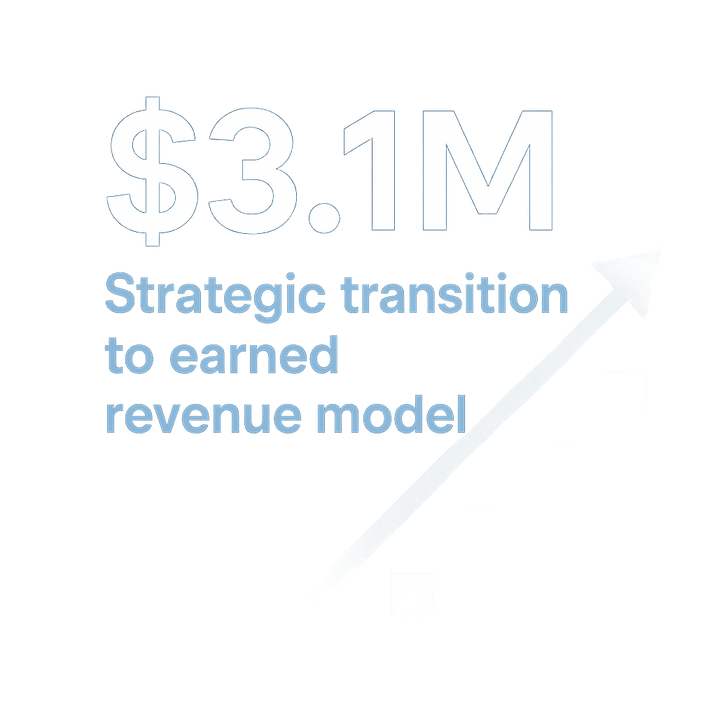 $3.1M
Strategic transition
to earned
revenue model